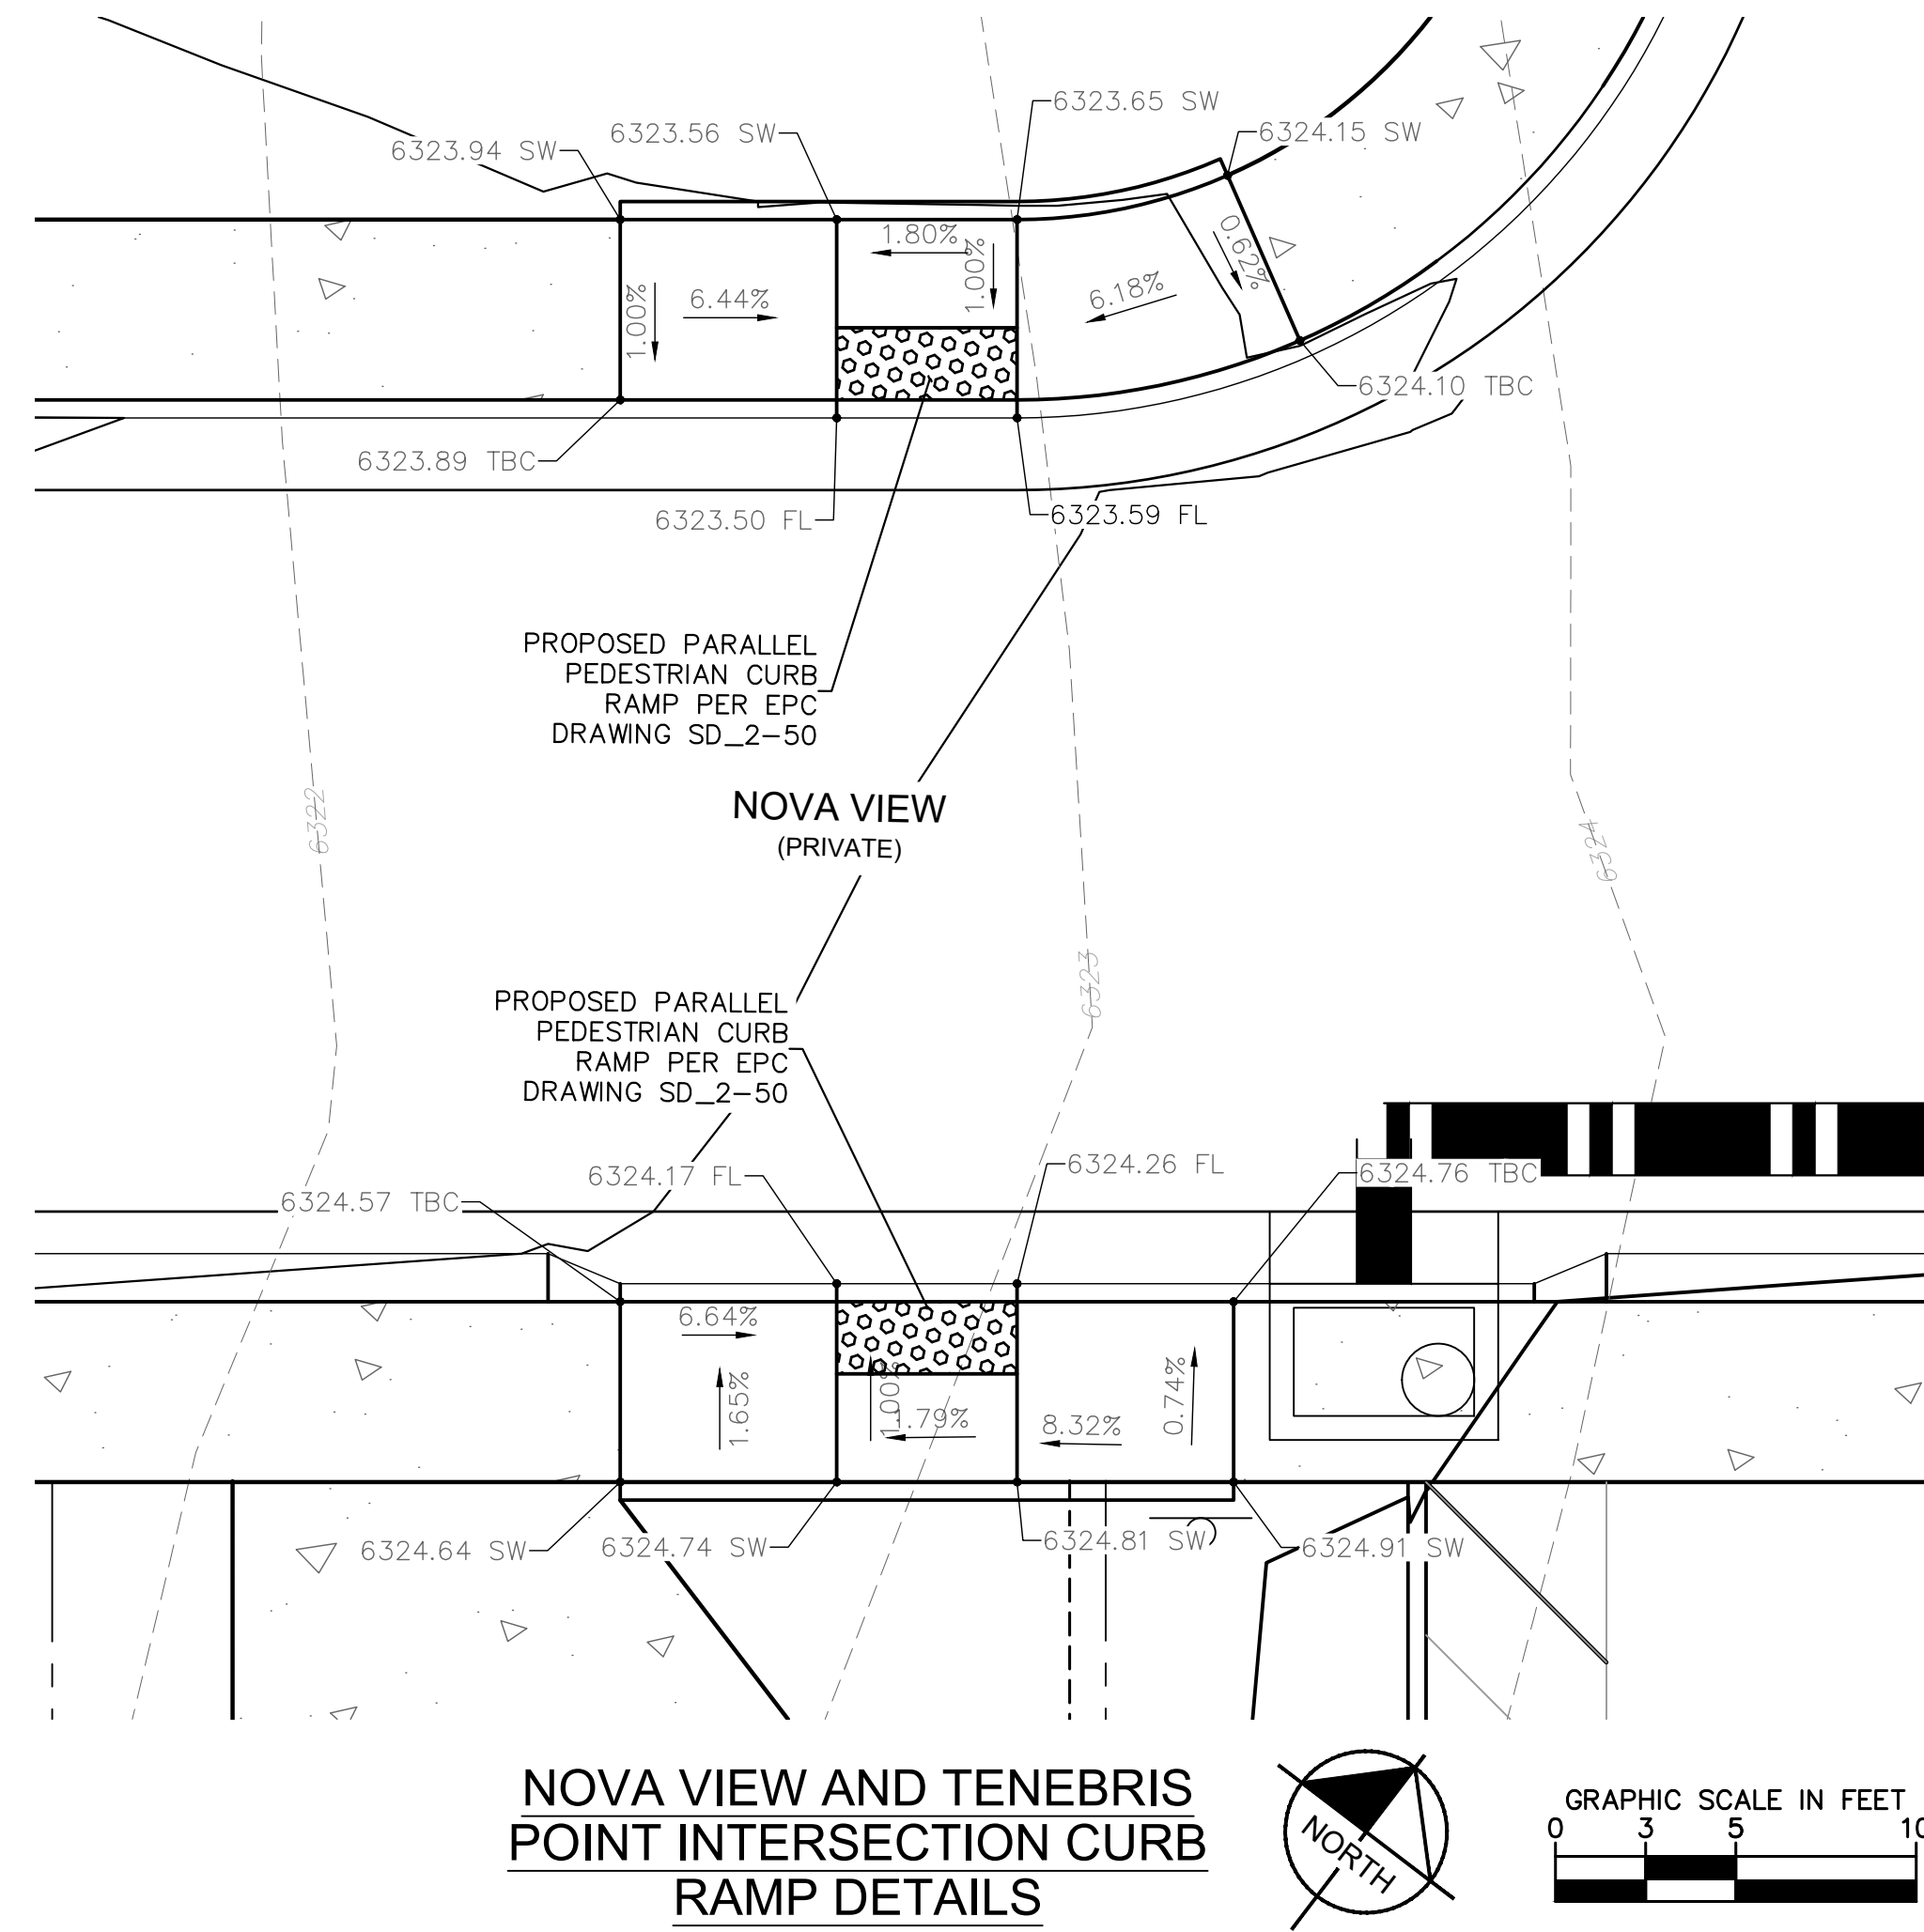 6323.65 SW
6323.56 SW
6324.15 SW
6323.94 SW
1.80%
1.00%
0.62%
1.00%
6.44%
6.18%
6324.10 TBC
6323.89 TBC
6323.50 FL
6323.59 FL
PROPOSED PARALLEL
PEDESTRIAN CURB
RAMP PER EPC
DRAWING SD_2-50
NOVA VIEW
(PRIVATE)
6322
6324
6323
PROPOSED PARALLEL
PEDESTRIAN CURB
RAMP PER EPC
DRAWING SD_2-50
6324.17 FL
6324.26 FL
6324.76 TBC
6324.57 TBC
6.64%
1.65%
1.00%
1.79%
8.32%
0.74%
6324.64 SW
6324.74 SW
6324.81 SW
6324.91 SW
NOVA VIEW AND TENEBRIS
POINT INTERSECTION CURB
RAMP DETAILS
NORTH
GRAPHIC SCALE IN FEET
0 3 5 10